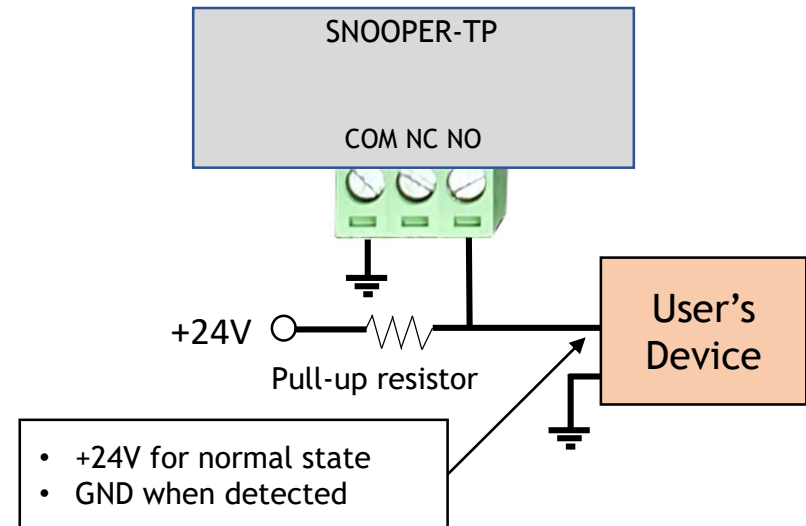 SNOOPER-TP
COM NC NO
+24V
Pull-up resistor
User's
Device
• +24V for normal state
• GND when detected